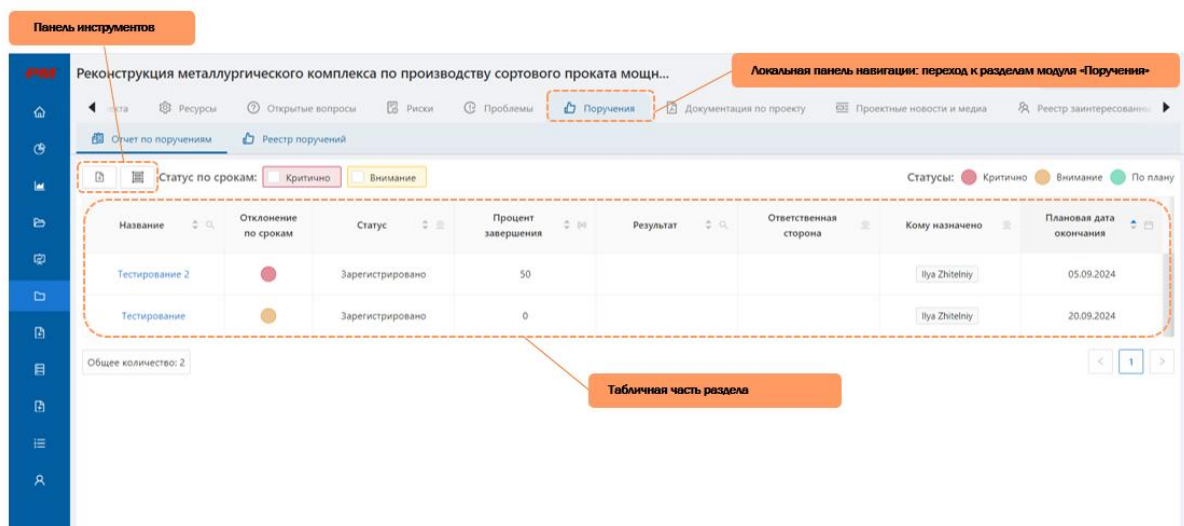 Панель инструментов
PM
Реконструкция металлургического комплекса по производству сортового проката мощн...
Локальная панель навигации: переход к разделам модуля «Поручения»
Ресурсы Открытые вопросы Риски Проблемы Поручения Документация по проекту Проектные новости и медиа Реестр заинтересованны
Отчет по поручениям Реестр поручений
Статус по срокам: Критично Внимание Статусы: Критично Внимание По плану
Название Отклонение по срокам Статус Процент завершения Результат Ответственная сторона Кому назначено Плановая дата окончания
Тестирование 2 Зарегистрировано 50 Ilya Zhitelniy 05.09.2024
Тестирование Зарегистрировано 0 Ilya Zhitelniy 20.09.2024
Общее количество: 2 < 1 >
Табличная часть раздела